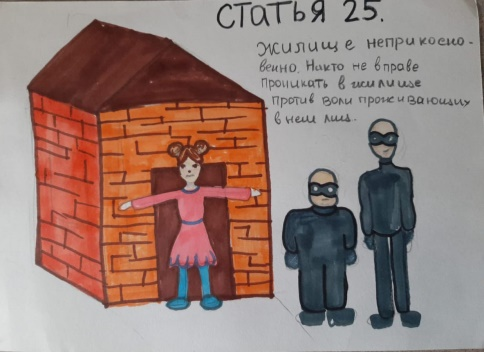 СТАТЬЯ 25.
Жилище неприкосно-
венно. Никто не вправе
проникать в жилище
против воли проживающих
в нем лиц.